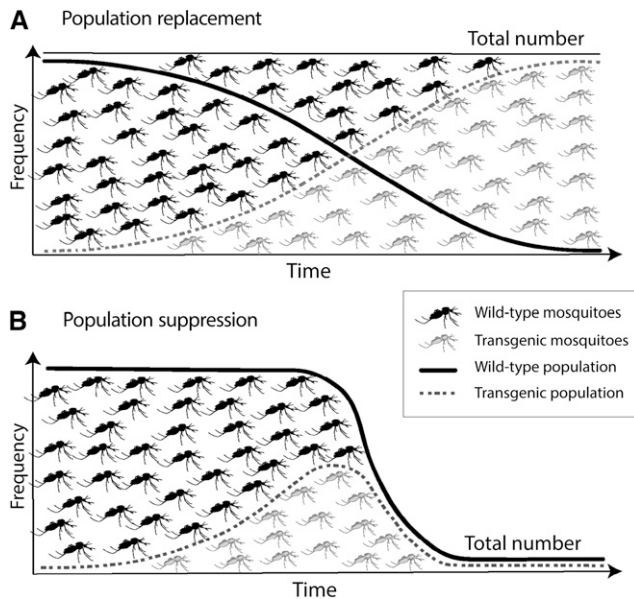 A Population replacement
Total number
Frequency
Time
B Population suppression
Wild-type mosquitoes
Transgenic mosquitoes
Wild-type population
Transgenic population
Frequency
Total number
Time